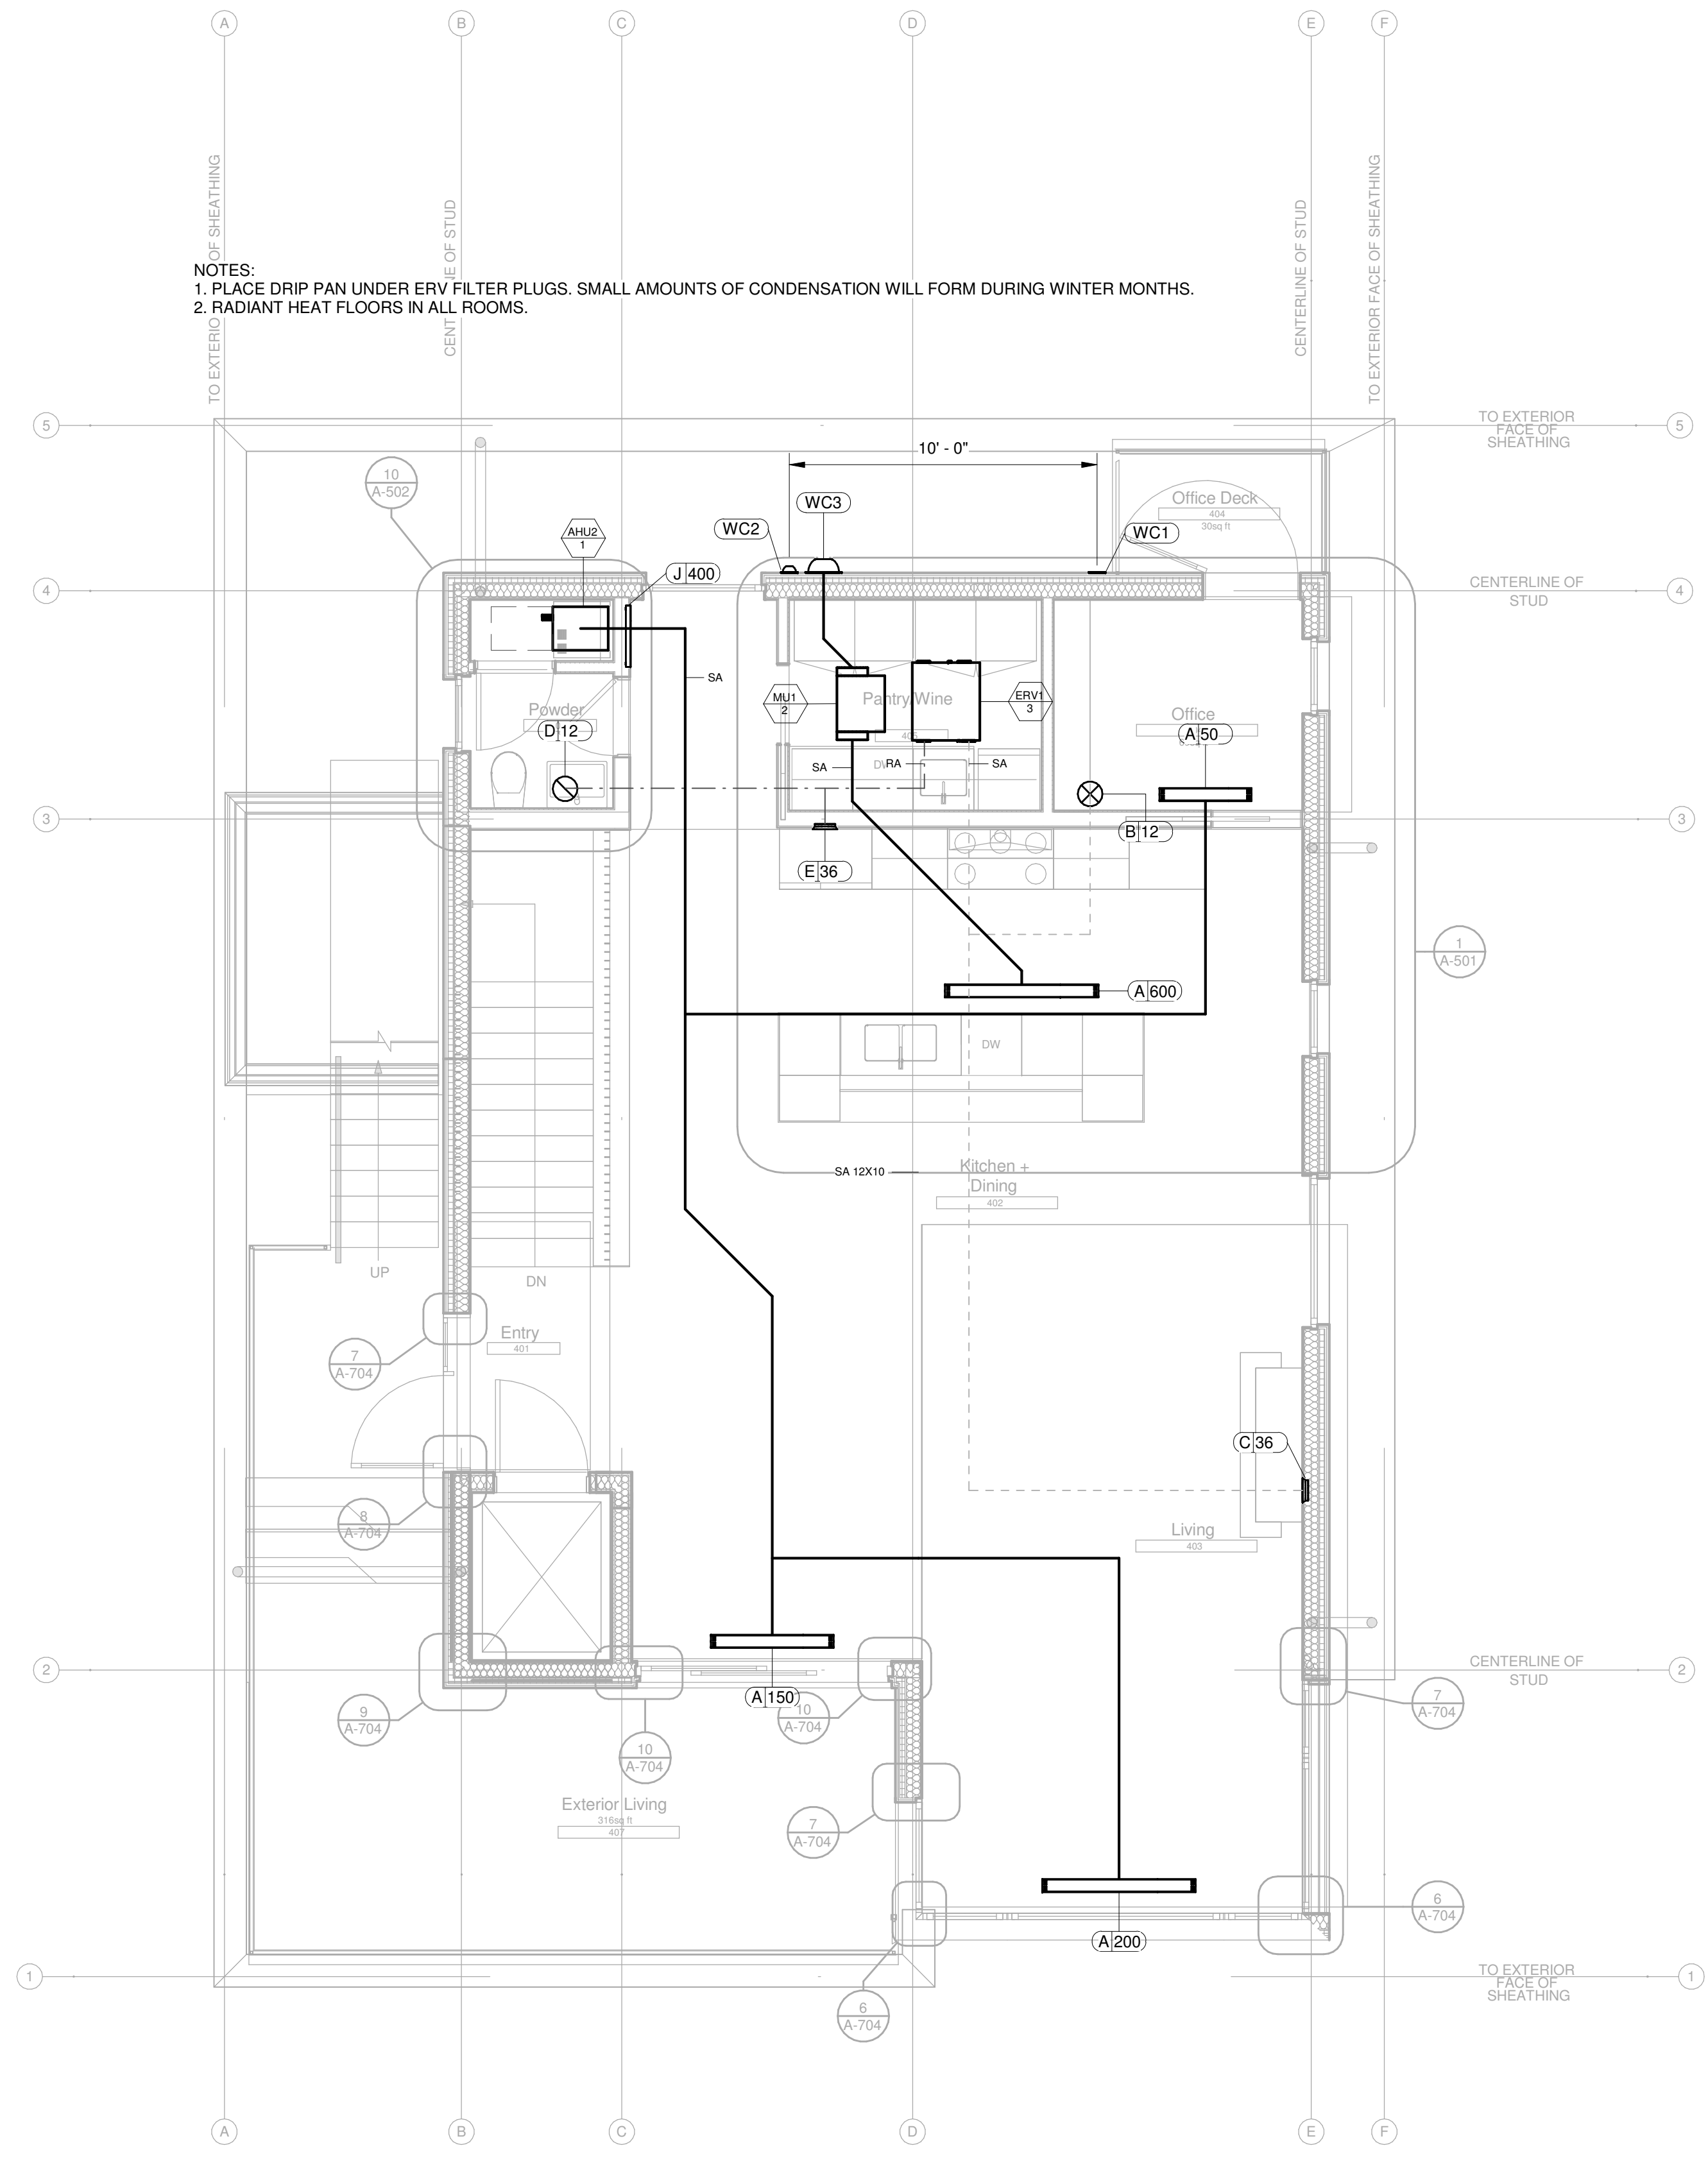 A
B
C
D
E
F
TO EXTERIOR FACE OF SHEATHING
CENTERLINE OF STUD
CENTERLINE OF STUD
TO EXTERIOR FACE OF SHEATHING
NOTES:
1. PLACE DRIP PAN UNDER ERV FILTER PLUGS. SMALL AMOUNTS OF CONDENSATION WILL FORM DURING WINTER MONTHS.
2. RADIANT HEAT FLOORS IN ALL ROOMS.
5
TO EXTERIOR
FACE OF
SHEATHING
5
10' - 0"
10
A-502
Office Deck
404
30sq ft
WC3
WC2
WC1
AHU2
1
J 400
4
CENTERLINE OF
STUD
4
SA
MU1
2
Pantry/Wine
405
ERV1
3
Powder
D 12
Office
A 50
SA
DW
RA
SA
3
B 12
3
E 36
1
A-501
A 600
DW
SA 12X10
Kitchen +
Dining
402
UP
DN
Entry
401
7
A-704
C 36
8
A-704
Living
403
2
CENTERLINE OF
STUD
2
A 150
9
A-704
10
A-704
10
A-704
7
A-704
Exterior Living
316sq ft
407
7
A-704
6
A-704
A 200
1
TO EXTERIOR
FACE OF
SHEATHING
1
6
A-704
A
B
C
D
E
F